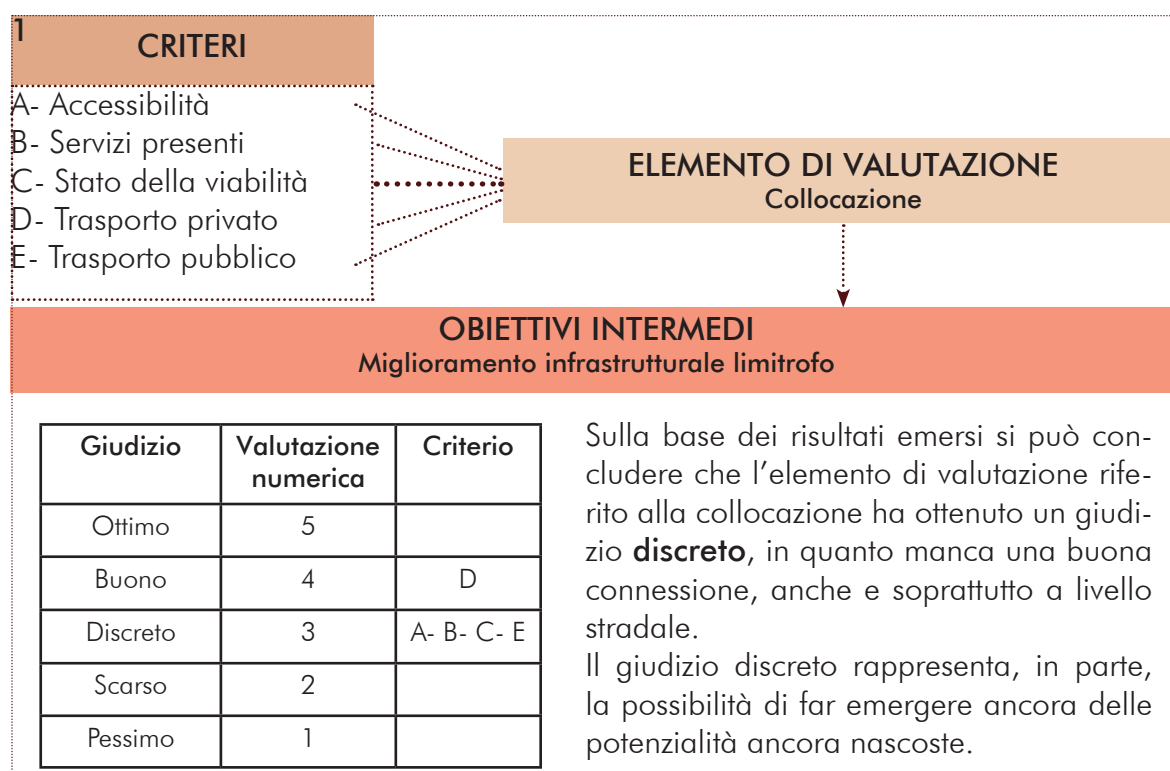 1
CRITERI
A- Accessibilità
B- Servizi presenti
C- Stato della viabilità
D- Trasporto privato
E- Trasporto pubblico
ELEMENTO DI VALUTAZIONE
Collocazione
OBIETTIVI INTERMEDI
Miglioramento infrastrutturale limitrofo
Giudizio Valutazione numerica Criterio
Ottimo 5
Buono 4 D
Discreto 3 A- B- C- E
Scarso 2
Pessimo 1
Sulla base dei risultati emersi si può con-
cludere che l'elemento di valutazione rife-
rito alla collocazione ha ottenuto un giudi-
zio discreto, in quanto manca una buona
connessione, anche e soprattutto a livello
stradale.
Il giudizio discreto rappresenta, in parte,
la possibilità di far emergere ancora delle
potenzialità ancora nascoste.